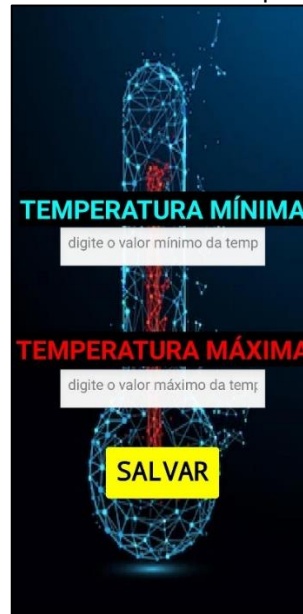 TEMPERATURA MÍNIMA
digite o valor mínimo da temp
TEMPERATURA MÁXIMA
digite o valor máximo da temp
SALVAR